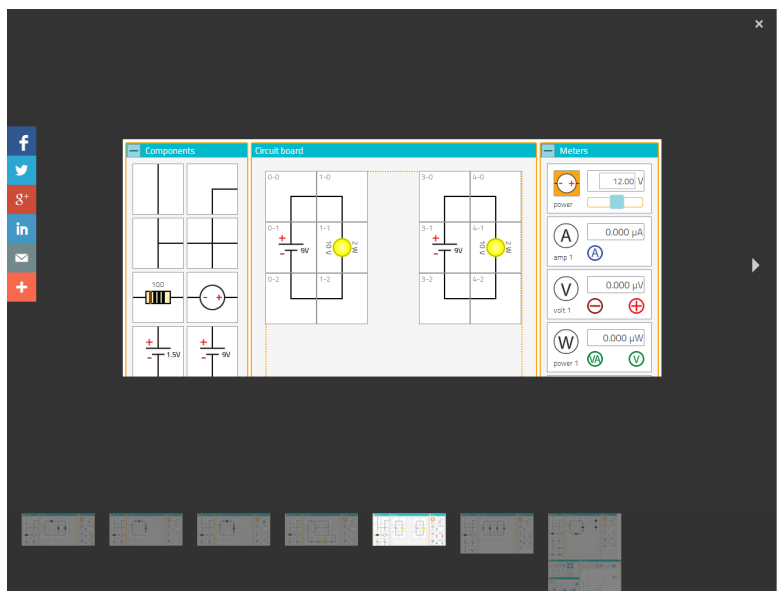 ×
f
g+
in
+
Components
Circuit board
Meters
0-0 1-0 3-0 4-0
12.00 V
power
0-1 1-1 3-1 4-1
+ - 9V 10 V 2 W + - 9V 10 V 2 W
A 0.000 µA
amp 1 A
0-2 1-2 3-2 4-2
100
V 0.000 µV
volt 1
+ - 1.5V + - 9V
W 0.000 µW
power 1 VA V